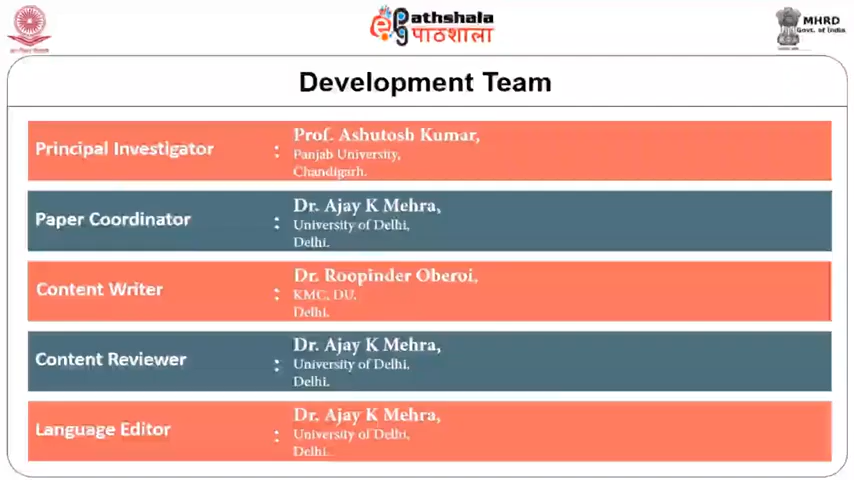 ePathshala
पाठशाला
MHRD
Govt. of India
Development Team
Principal Investigator : Prof. Ashutosh Kumar,
Panjab University,
Chandigarh.
Paper Coordinator : Dr. Ajay K Mehra,
University of Delhi,
Delhi.
Content Writer : Dr. Roopinder Oberoi,
KMC, DU.
Delhi.
Content Reviewer : Dr. Ajay K Mehra,
University of Delhi,
Delhi.
Language Editor : Dr. Ajay K Mehra,
University of Delhi,
Delhi.